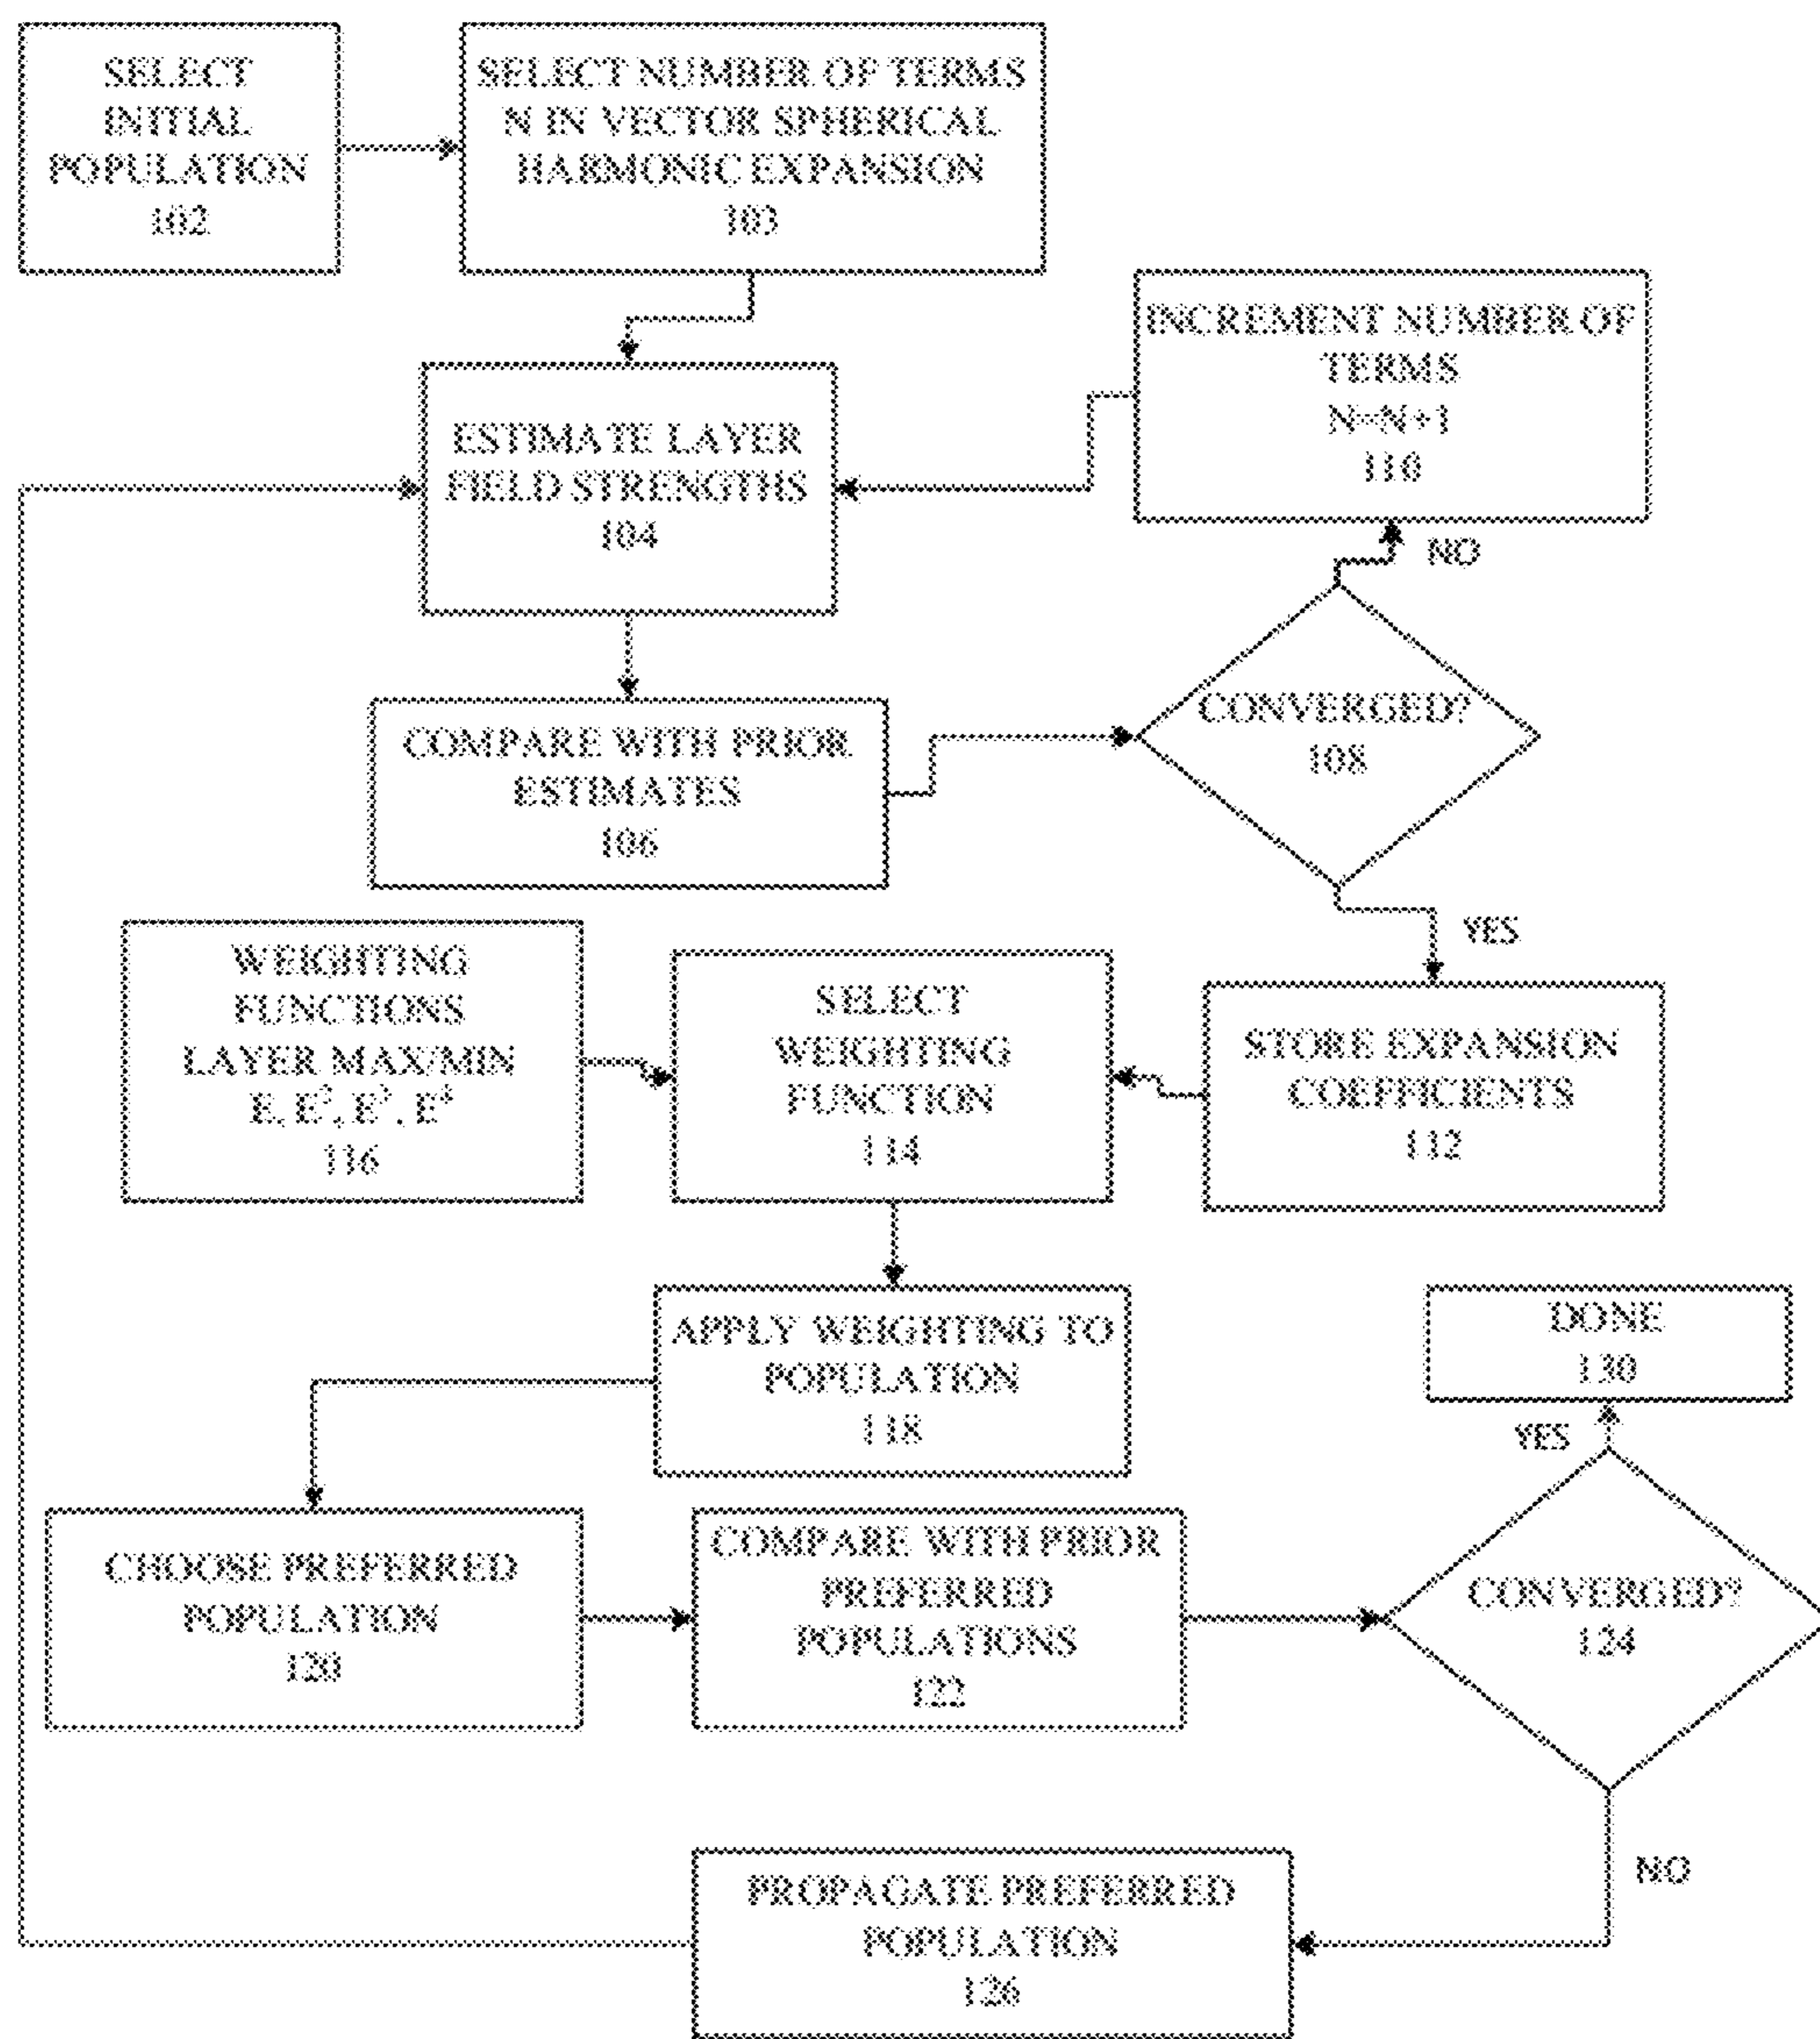 SELECT
INITIAL
POPULATION
102
SELECT NUMBER OF TERMS
N IN VECTOR SPHERICAL
HARMONIC EXPANSION
103
INCREMENT NUMBER OF
TERMS
N=N+1
110
ESTIMATE LAYER
FIELD STRENGTHS
104
NO
CONVERGED?
108
COMPARE WITH PRIOR
ESTIMATES
106
YES
WEIGHTING
FUNCTIONS
LAYER MAX/MIN
E, E², E³, E⁴
116
SELECT
WEIGHTING
FUNCTION
114
STORE EXPANSION
COEFFICIENTS
112
APPLY WEIGHTING TO
POPULATION
118
DONE
130
YES
CHOOSE PREFERRED
POPULATION
120
COMPARE WITH PRIOR
PREFERRED
POPULATIONS
122
CONVERGED?
124
NO
PROPAGATE PREFERRED
POPULATION
126